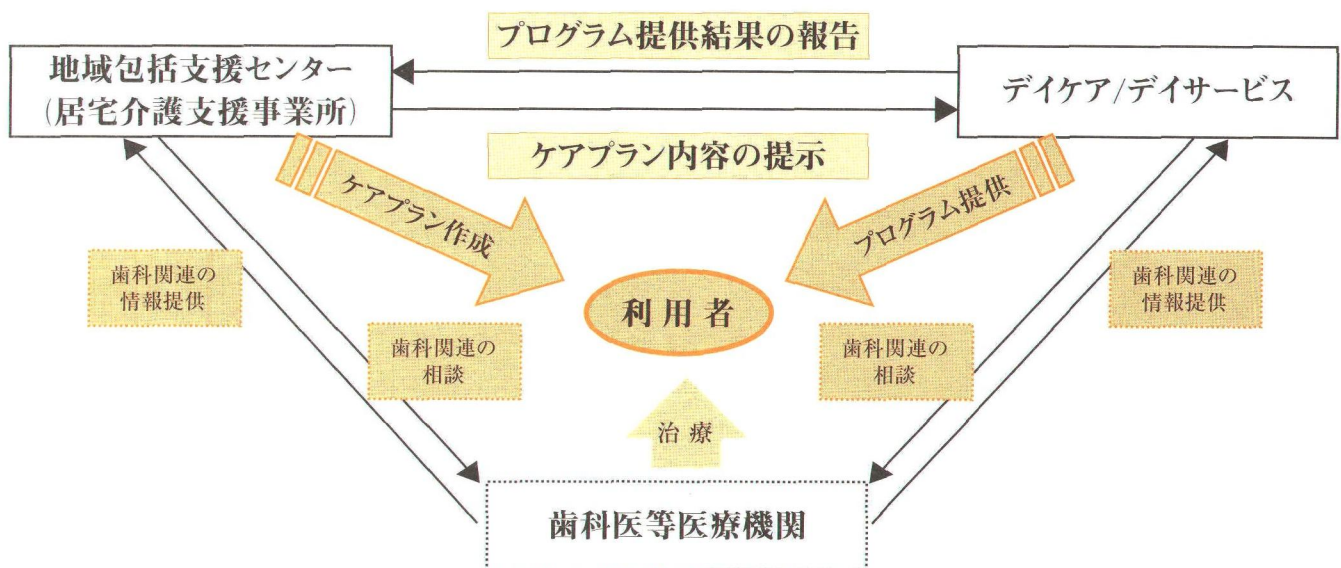 プログラム提供結果の報告
地域包括支援センター
(居宅介護支援事業所)
デイケア/デイサービス
ケアプラン内容の提示
ケアプラン作成
プログラム提供
歯科関連の
情報提供
歯科関連の
情報提供
利用者
歯科関連の
相談
歯科関連の
相談
治療
歯科医等医療機関